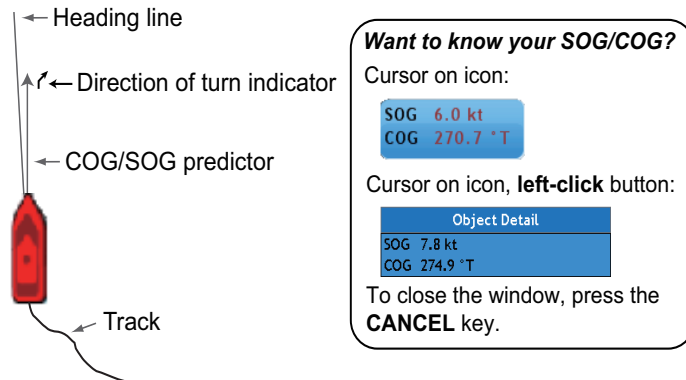 Heading line
Direction of turn indicator
COG/SOG predictor
Track
Want to know your SOG/COG?
Cursor on icon:
SOG 6.0 kt
COG 270.7 °T
Cursor on icon, left-click button:
Object Detail
SOG 7.8 kt
COG 274.9 °T
To close the window, press the
CANCEL key.